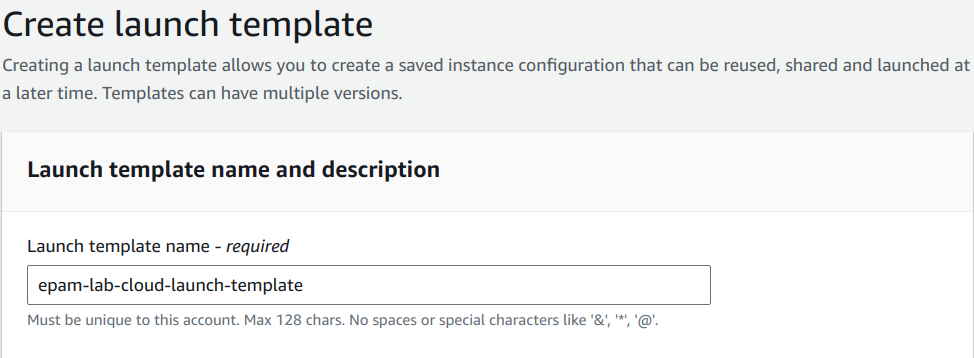 Create launch template
Creating a launch template allows you to create a saved instance configuration that can be reused, shared and launched at
a later time. Templates can have multiple versions.
Launch template name and description
Launch template name - required
epam-lab-cloud-launch-template
Must be unique to this account. Max 128 chars. No spaces or special characters like '&', '*', '@'.